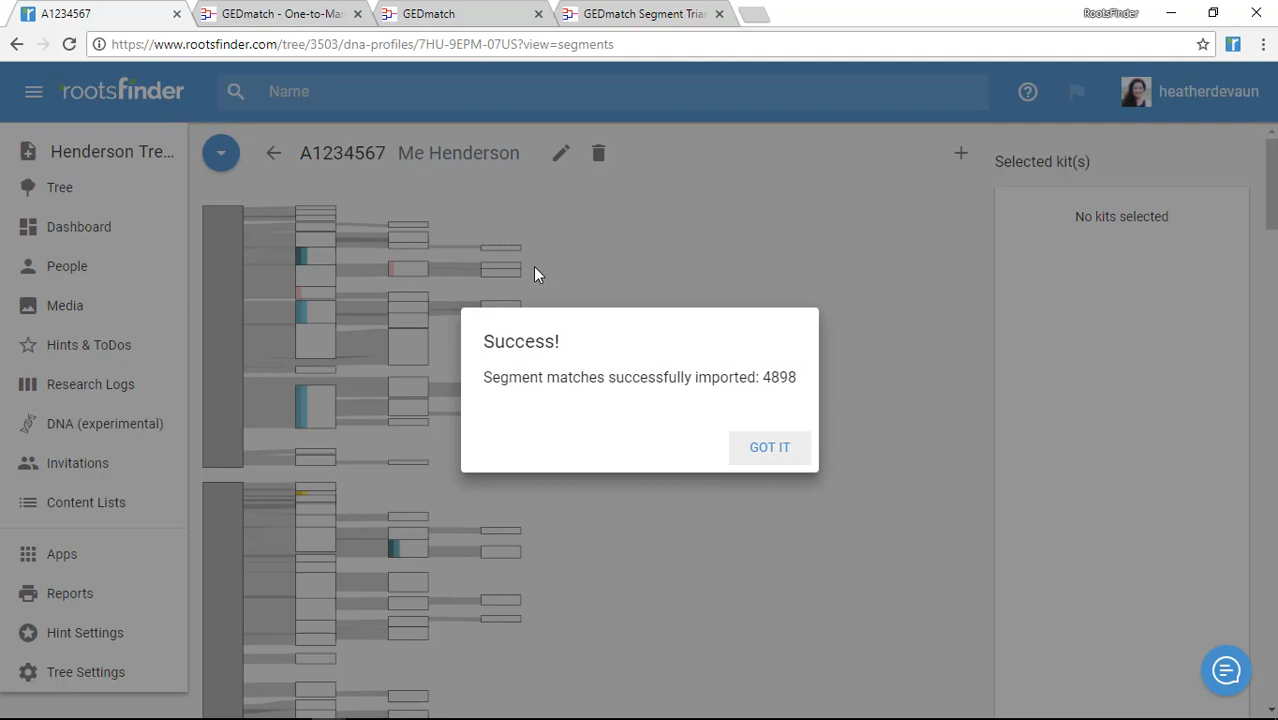 A1234567
GEDmatch - One-to-Ma
GEDmatch
GEDmatch Segment Tria
RootsFinder
https://www.rootsfinder.com/tree/3503/dna-profiles/7HU-9EPM-07US?view=segments
rootsfinder
Name
heatherdevaun
Henderson Tre...
A1234567 Me Henderson
Selected kit(s)
Tree
No kits selected
Dashboard
People
Media
Hints & ToDos
Research Logs
DNA (experimental)
Invitations
Content Lists
Apps
Reports
Hint Settings
Tree Settings
Success!
Segment matches successfully imported: 4898
GOT IT